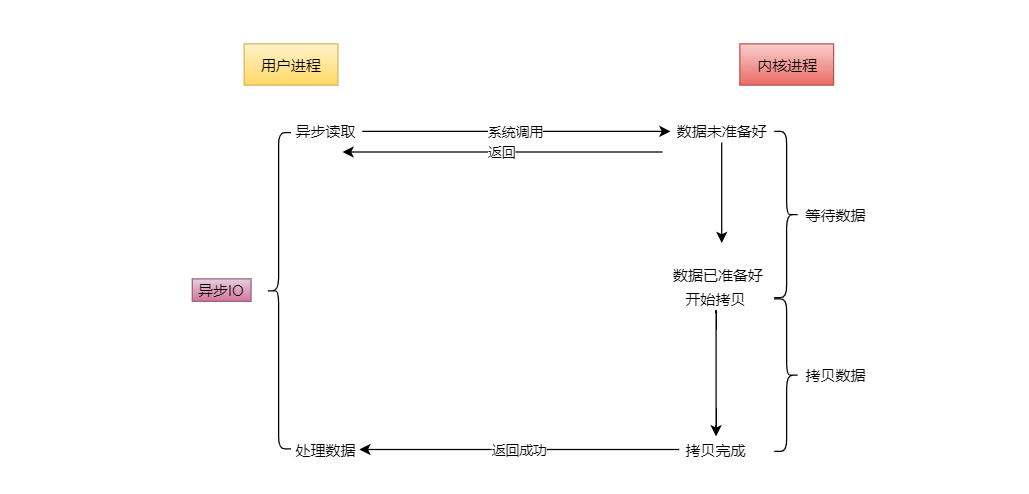 用户进程
内核进程
异步读取
系统调用
数据未准备好
返回
等待数据
数据已准备好
异步IO
开始拷贝
拷贝数据
处理数据
返回成功
拷贝完成